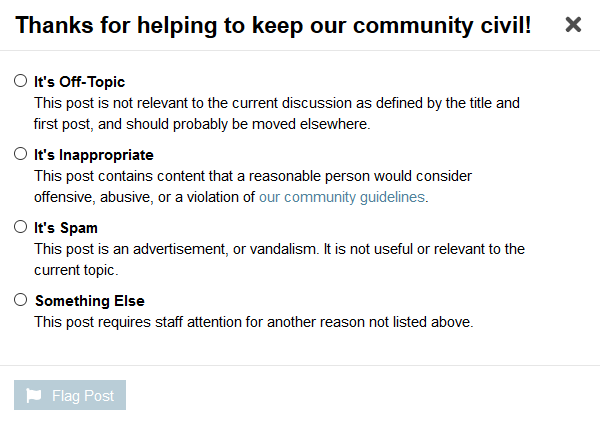 Thanks for helping to keep our community civil!
It's Off-Topic
This post is not relevant to the current discussion as defined by the title and
first post, and should probably be moved elsewhere.
It's Inappropriate
This post contains content that a reasonable person would consider
offensive, abusive, or a violation of our community guidelines.
It's Spam
This post is an advertisement, or vandalism. It is not useful or relevant to the
current topic.
Something Else
This post requires staff attention for another reason not listed above.
Flag Post